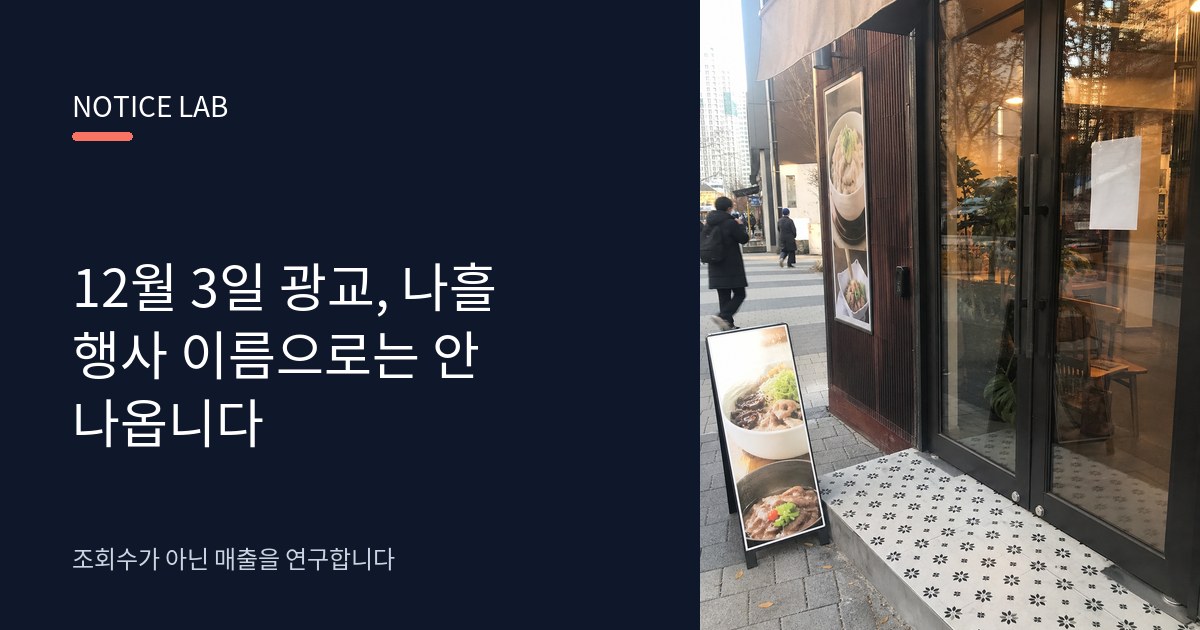 NOTICE LAB
12월 3일 광교, 나흘
행사 이름으로는 안
나옵니다
조회수가 아닌 매출을 연구합니다